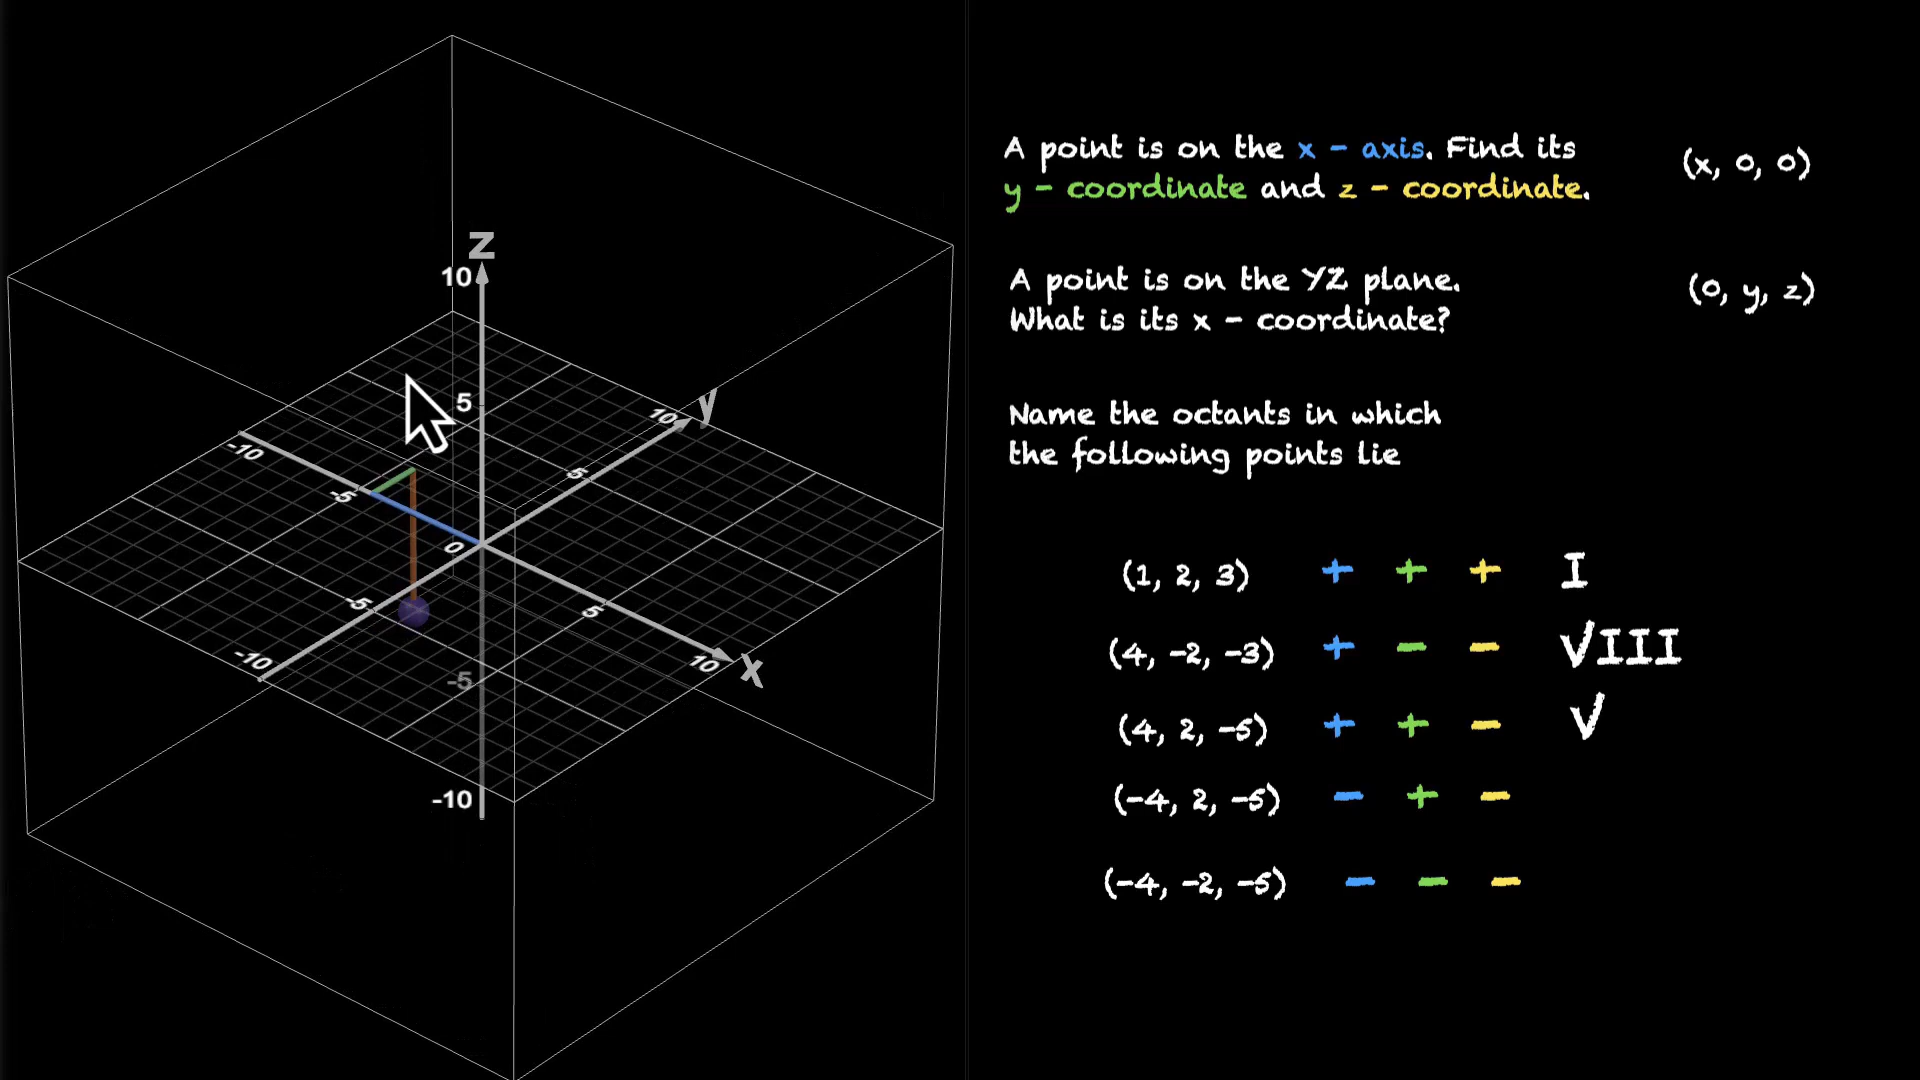 Z
10
5
y
10
5
-10
-5
0
-5
-10
5
10
X
-5
-10
A point is on the x - axis. Find its
y - coordinate and z - coordinate.
(x, 0, 0)
A point is on the YZ plane.
What is its x - coordinate?
(0, y, z)
Name the octants in which
the following points lie
(1, 2, 3) + + + I
(4, -2, -3) + - - VIII
(4, 2, -5) + + - V
(-4, 2, -5) - + -
(-4, -2, -5) - - -